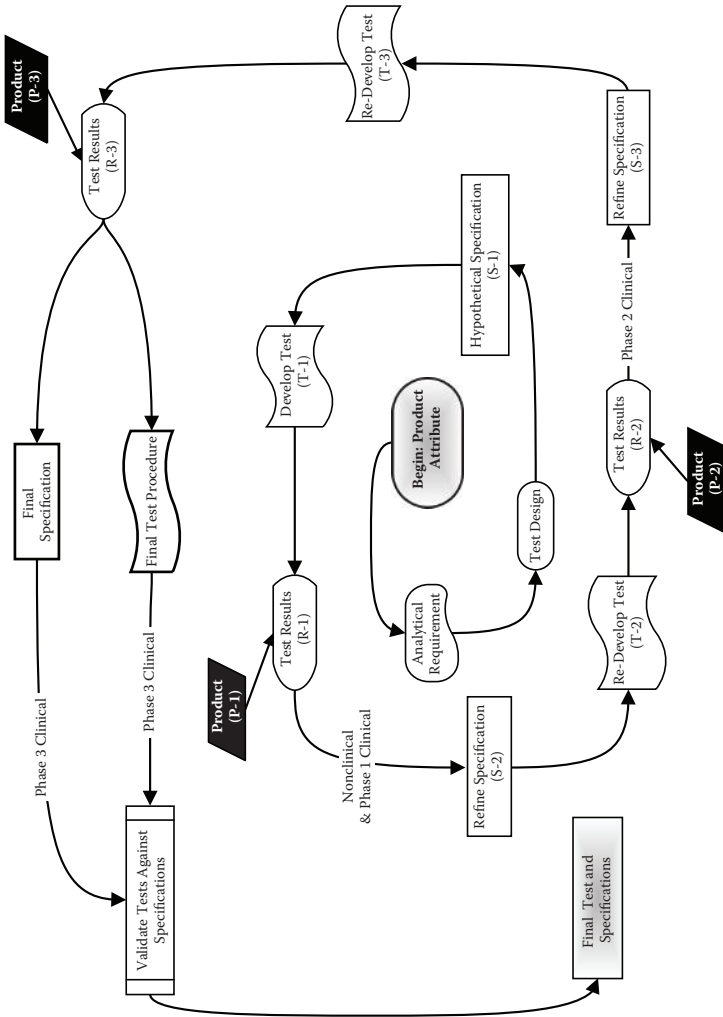 Begin: Product
Attribute
Analytical
Requirement
Test Design
Hypothetical Specification
(S-1)
Develop Test
(T-1)
Product
(P-1)
Test Results
(R-1)
Nonclinical
& Phase 1 Clinical
Refine Specification
(S-2)
Re-Develop Test
(T-2)
Product
(P-2)
Test Results
(R-2)
Phase 2 Clinical
Refine Specification
(S-3)
Re-Develop Test
(T-3)
Product
(P-3)
Test Results
(R-3)
Final
Specification
Final Test Procedure
Phase 3 Clinical
Phase 3 Clinical
Validate Tests Against
Specifications
Final Test and
Specifications